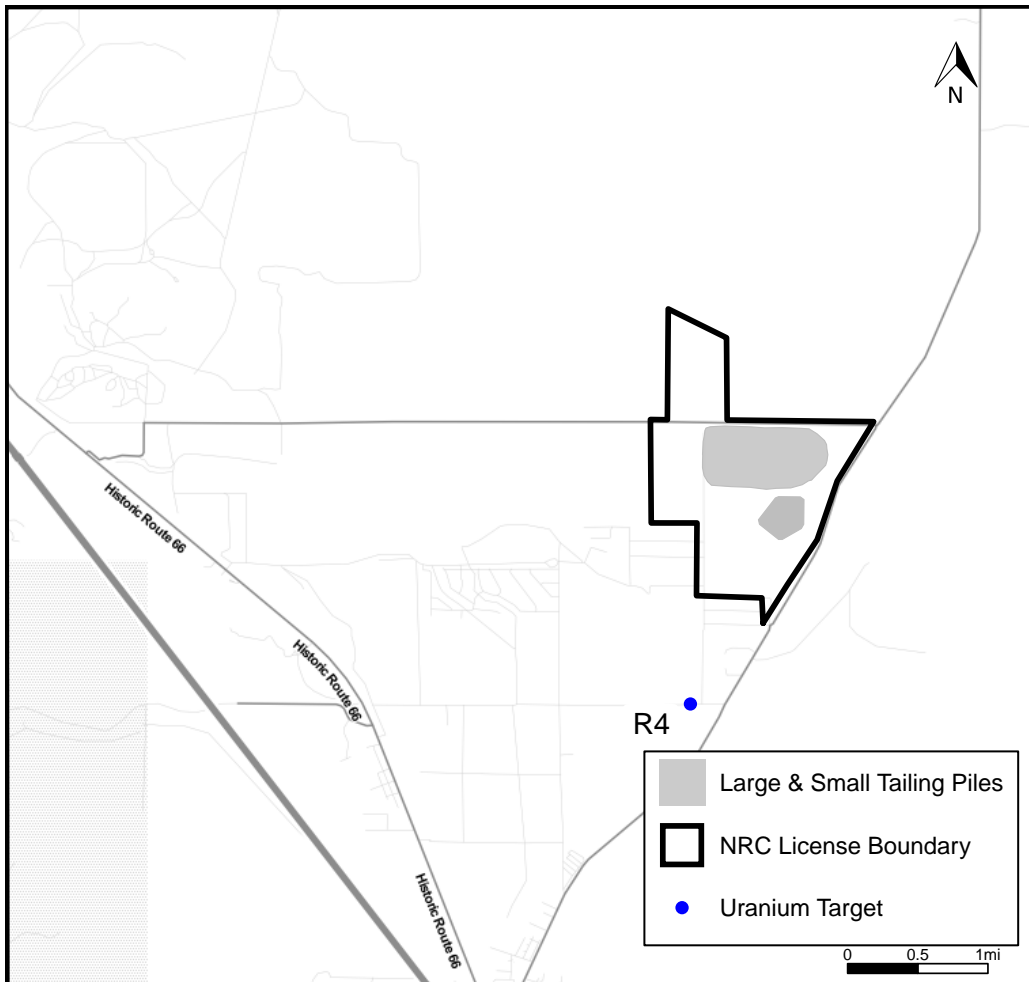 N
Historic Route 66
Historic Route 66
R4
Large & Small Tailing Piles
NRC License Boundary
Historic Route 66
Uranium Target
0 0.5 1mi